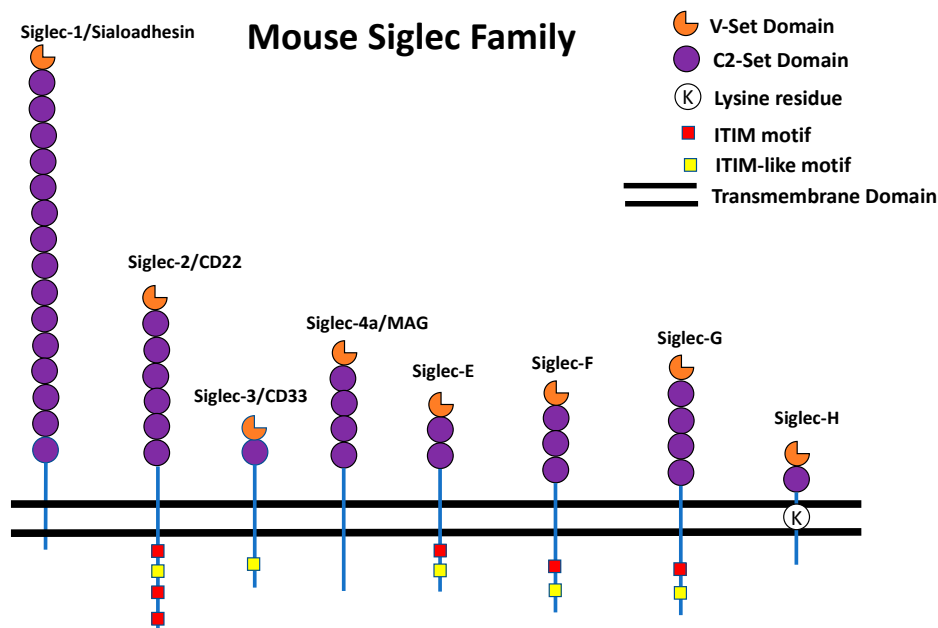 Siglec-1/Sialoadhesin
Mouse Siglec Family
V-Set Domain
C2-Set Domain
K Lysine residue
ITIM motif
ITIM-like motif
Transmembrane Domain
Siglec-2/CD22
Siglec-3/CD33
Siglec-4a/MAG
Siglec-E
Siglec-F
Siglec-G
Siglec-H
K